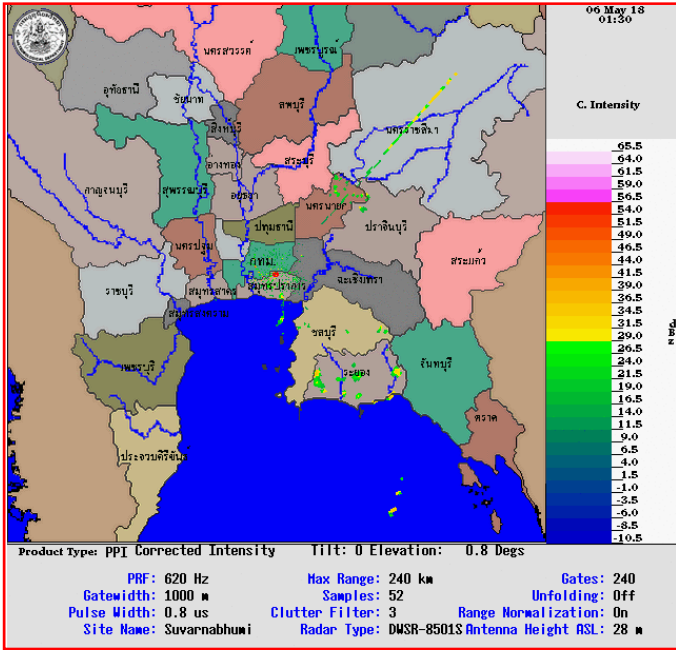 06 May 18
01:30
C. Intensity
65.5
64.0
61.5
59.0
56.5
54.0
51.5
49.0
46.5
44.0
41.5
39.0
36.5
34.0
31.5
29.0
26.5
24.0
21.5
19.0
16.5
14.0
11.5
9.0
6.5
4.0
1.5
-1.0
-3.5
-6.0
-8.5
-10.5
นครสวรรค์
เพชรบูรณ์
อุทัยธานี
ชัยนาท
ลพบุรี
สิงห์บุรี
นครราชสีมา
อ่างทอง
สระบุรี
กาญจนบุรี
สุพรรณบุรี
อยุธยา
นครนายก
ปทุมธานี
ปราจีนบุรี
นครปฐม
กทม.
สระแก้ว
ราชบุรี
สมุทรสาคร
สมุทรปราการ
ฉะเชิงเทรา
สมุทรสงคราม
ชลบุรี
เพชรบุรี
ระยอง
จันทบุรี
ตราด
ประจวบคีรีขันธ์
Product Type: PPI Corrected Intensity Tilt: 0 Elevation: 0.8 Degs
PRF: 620 Hz Max Range: 240 km Gates: 240
Gatewidth: 1000 m Samples: 52 Unfolding: Off
Pulse Width: 0.8 us Clutter Filter: 3 Range Normalization: On
Site Name: Suvarnabhumi Radar Type: DWSR-8501S Antenna Height ASL: 28 m